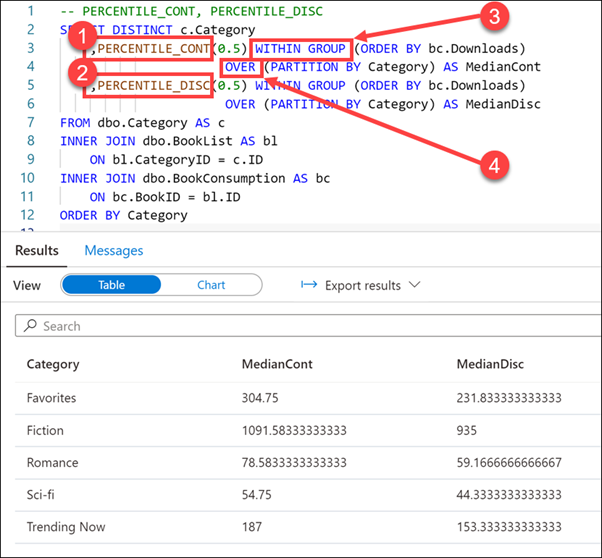 3
1 -- PERCENTILE_CONT, PERCENTILE_DISC
2 SELECT DISTINCT c.Category
1
3 ,PERCENTILE_CONT(0.5) WITHIN GROUP (ORDER BY bc.Downloads)
4 OVER (PARTITION BY Category) AS MedianCont
2
5 ,PERCENTILE_DISC(0.5) WITHIN GROUP (ORDER BY bc.Downloads)
6 OVER (PARTITION BY Category) AS MedianDisc
7 FROM dbo.Category AS c
8 INNER JOIN dbo.BookList AS bl
4
9 ON bl.CategoryID = c.ID
10 INNER JOIN dbo.BookConsumption AS bc
11 ON bc.BookID = bl.ID
12 ORDER BY Category
Results Messages
View Table Chart Export results
Search
Category MedianCont MedianDisc
Favorites 304.75 231.833333333333
Fiction 1091.58333333333 935
Romance 78.5833333333333 59.1666666666667
Sci-fi 54.75 44.3333333333333
Trending Now 187 153.333333333333